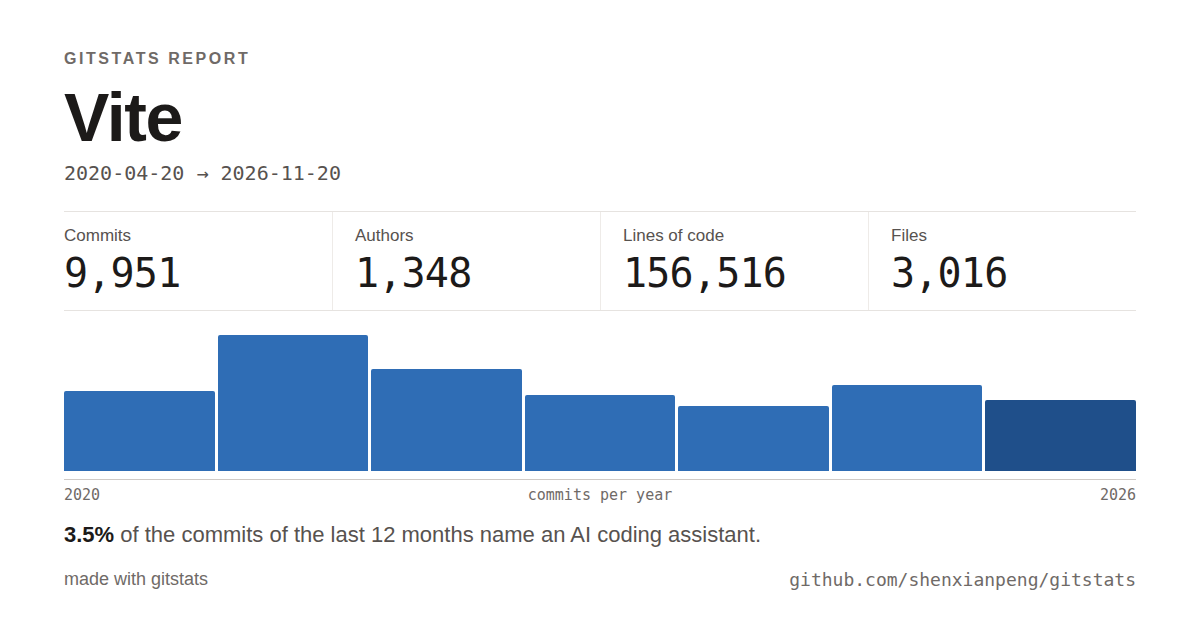 GITSTATS REPORT
Vite
2020-04-20 → 2026-11-20
Commits
9,951
Authors
1,348
Lines of code
156,516
Files
3,016
2020
commits per year
2026
3.5% of the commits of the last 12 months name an AI coding assistant.
made with gitstats
github.com/shenxianpeng/gitstats